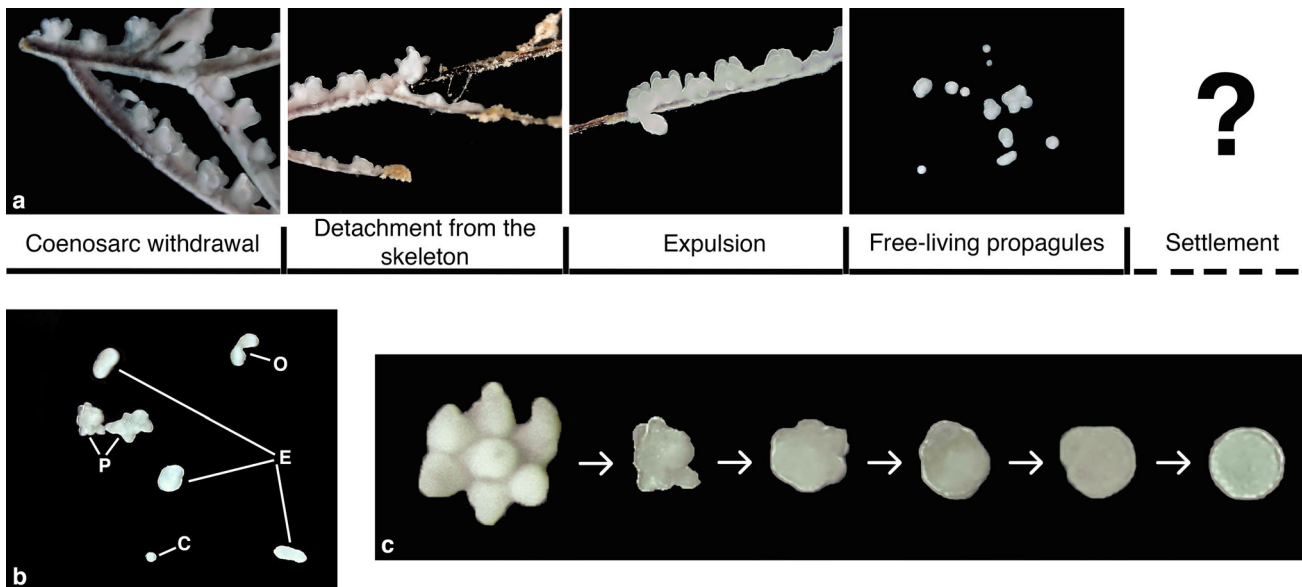 ?
a
Coenosarc withdrawal
Detachment from the
skeleton
Expulsion
Free-living propagules
Settlement
O
P
E
C
b
c